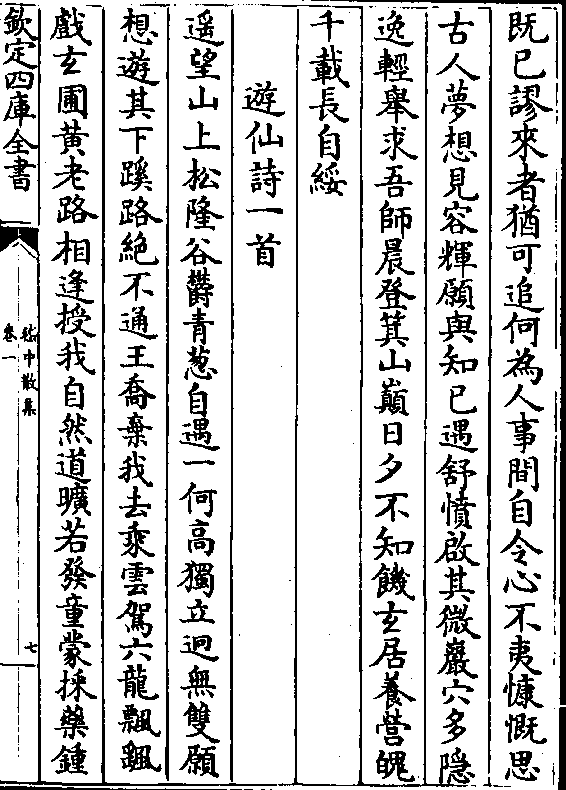 既已謬來者猶可追何為人事間自令心不夷慷慨思
古人夢想見容輝願與知己遇舒憤啟其微巖穴多隱
逸輕舉求吾師晨登箕山巔日夕不知饑玄居養營魄
千載長自綏
遊仙詩一首
遥望山上松隆谷鬱青葱自遇一何高獨立迥無雙願
想遊其下蹊路絕不通王喬棄我去乘雲駕六龍飄飖
戲玄圃黃老路相逢授我自然道曠若發童蒙採藥鍾
欽定四庫全書
嵇中散集
卷一
七